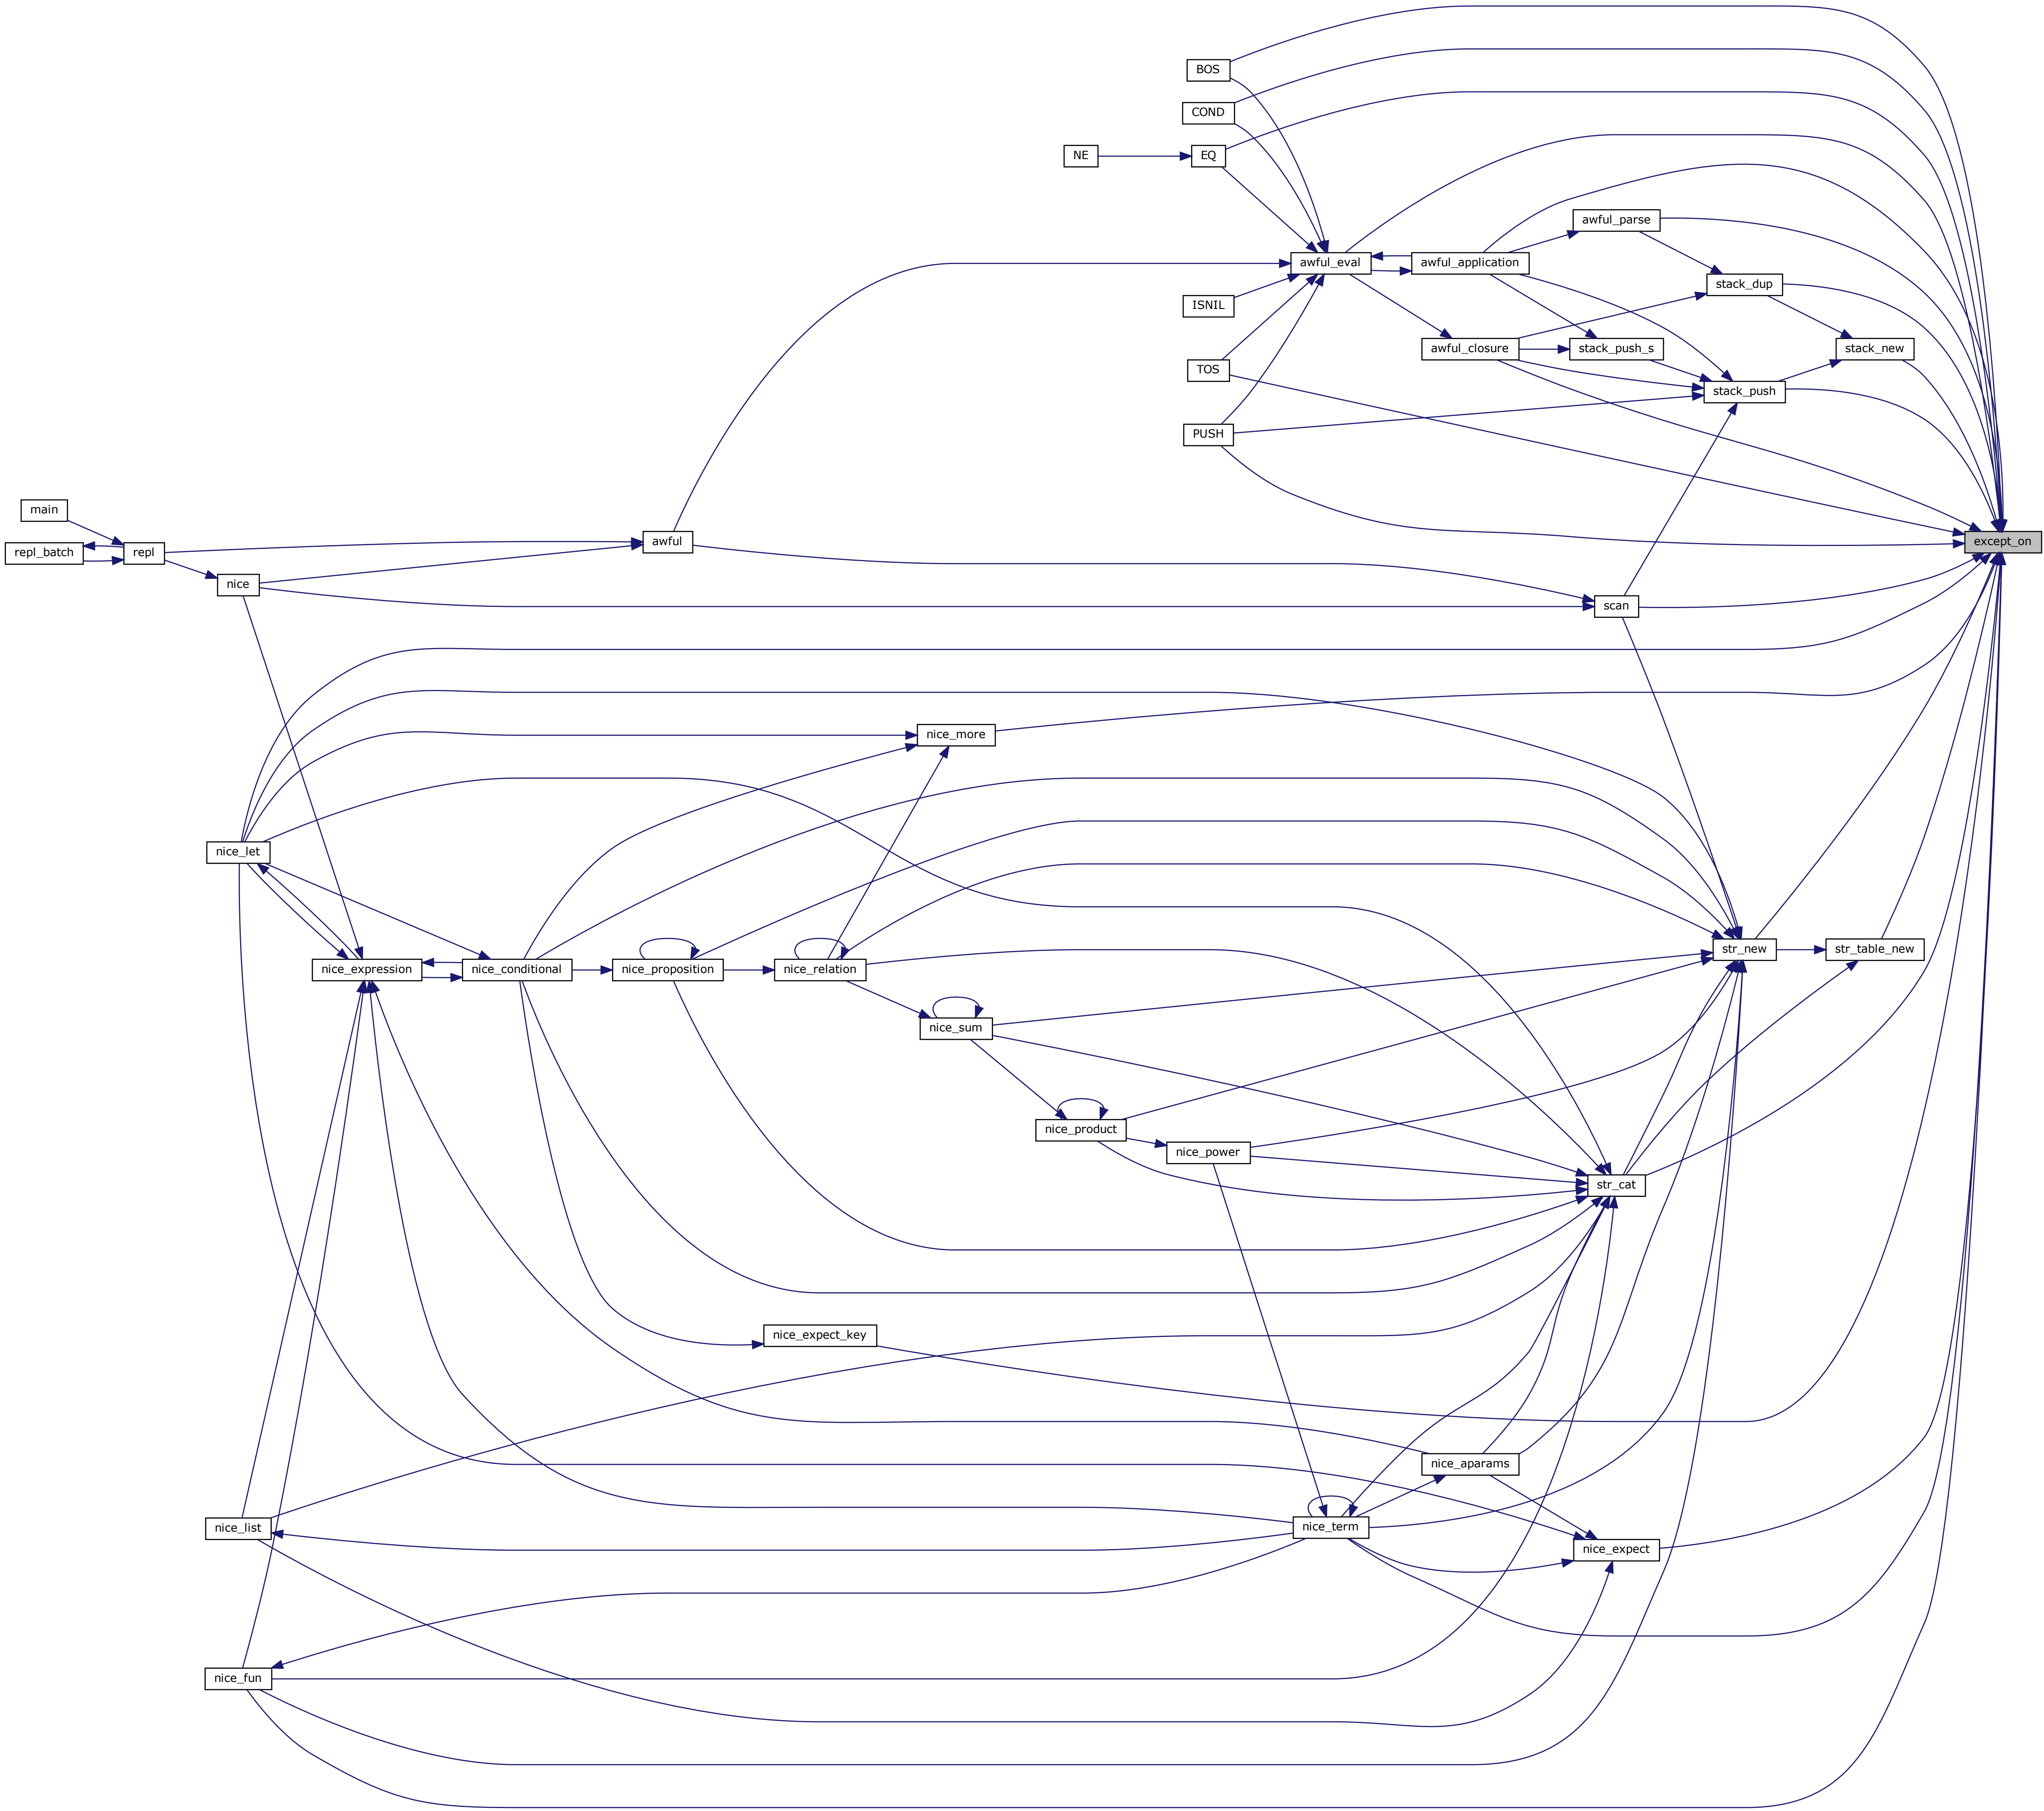 BOS
COND
NE
EQ
awful_parse
awful_eval
awful_application
stack_dup
ISNIL
awful_closure
stack_push_s
stack_new
TOS
stack_push
PUSH
main
awful
except_on
repl_batch
repl
nice
scan
nice_more
nice_let
str_new
str_table_new
nice_expression
nice_conditional
nice_proposition
nice_relation
nice_sum
nice_product
nice_power
str_cat
nice_expect_key
nice_aparams
nice_list
nice_term
nice_expect
nice_fun